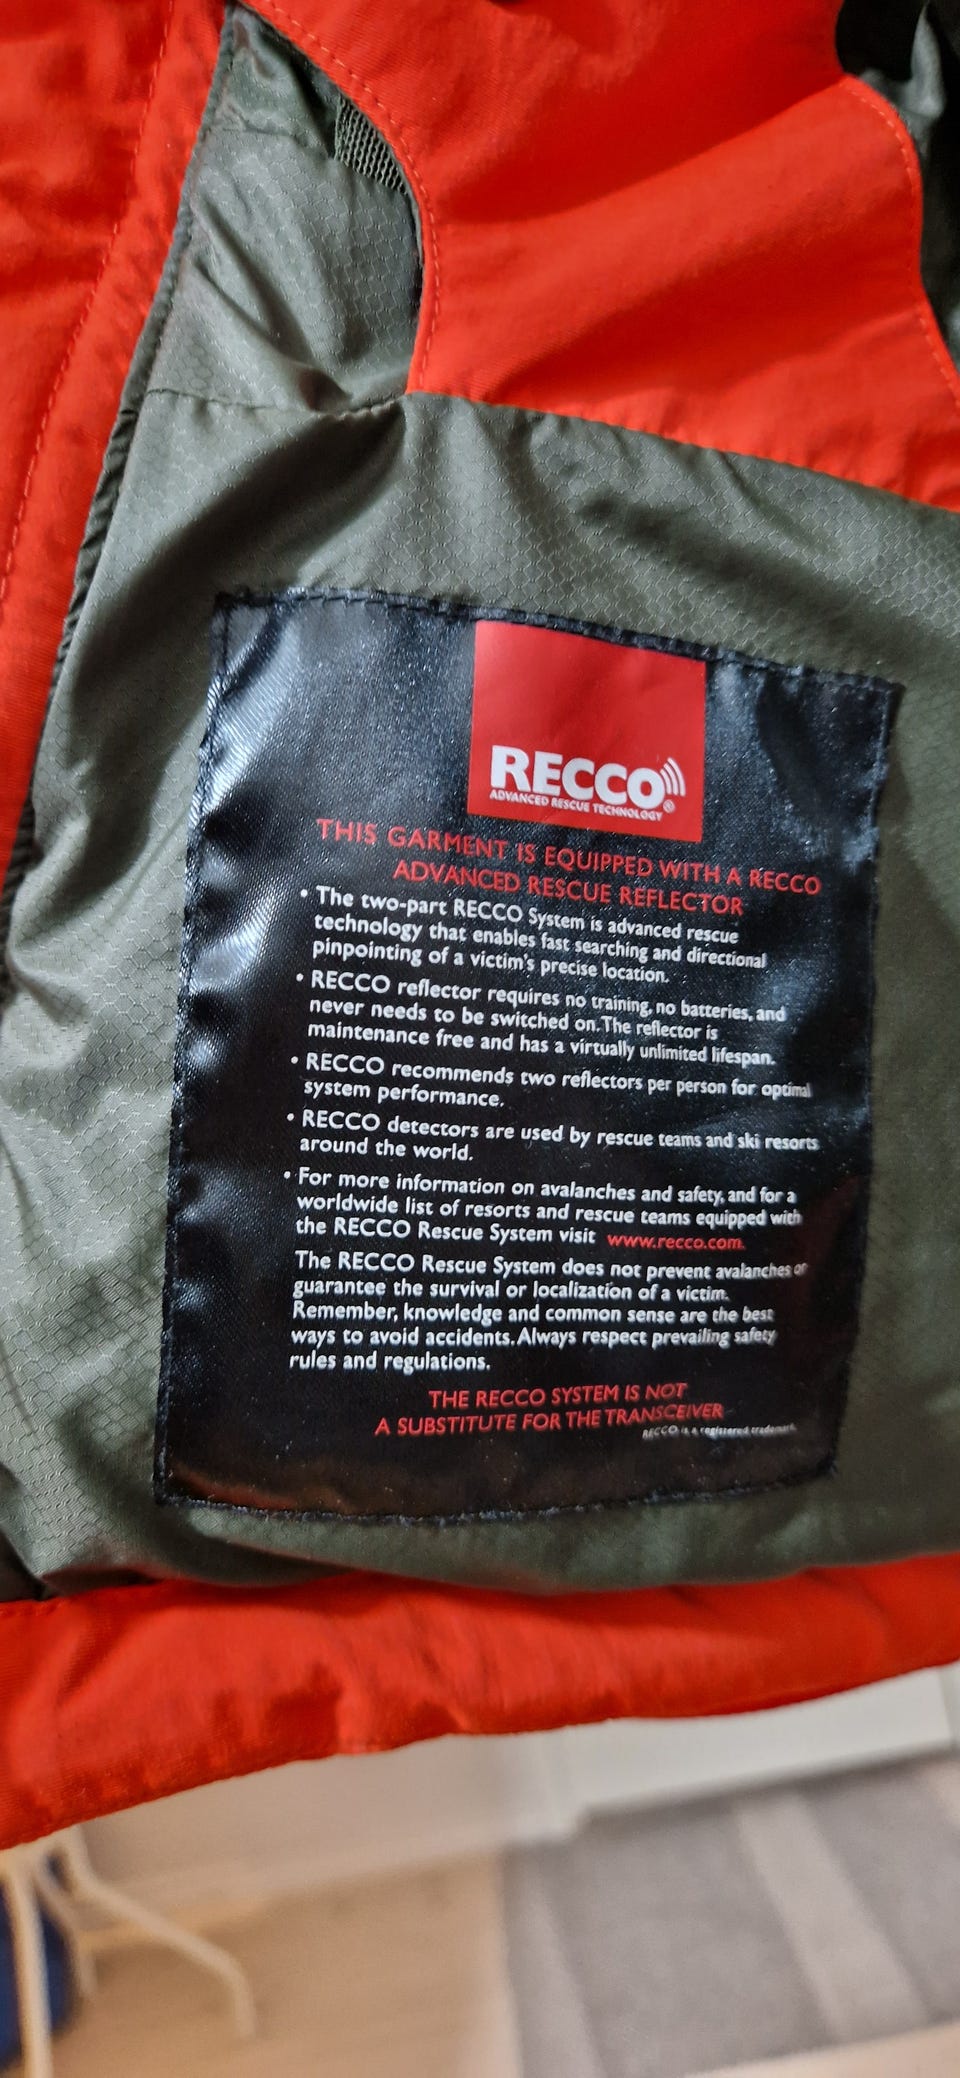 RECCO
ADVANCED RESCUE TECHNOLOGY®
THIS GARMENT IS EQUIPPED WITH A RECCO
ADVANCED RESCUE REFLECTOR
• The two-part RECCO System is advanced rescue
technology that enables fast searching and directional
pinpointing of a victim's precise location.
• RECCO reflector requires no training, no batteries, and
never needs to be switched on. The reflector is
maintenance free and has a virtually unlimited lifespan.
• RECCO recommends two reflectors per person for optimal
system performance.
• RECCO detectors are used by rescue teams and ski resorts
around the world.
• For more information on avalanches and safety, and for a
worldwide list of resorts and rescue teams equipped with
the RECCO Rescue System visit www.recco.com.
The RECCO Rescue System does not prevent avalanches or
guarantee the survival or localization of a victim.
Remember, knowledge and common sense are the best
ways to avoid accidents. Always respect prevailing safety
rules and regulations.
THE RECCO SYSTEM IS NOT
A SUBSTITUTE FOR THE TRANSCEIVER
RECCO is a registered trademark.